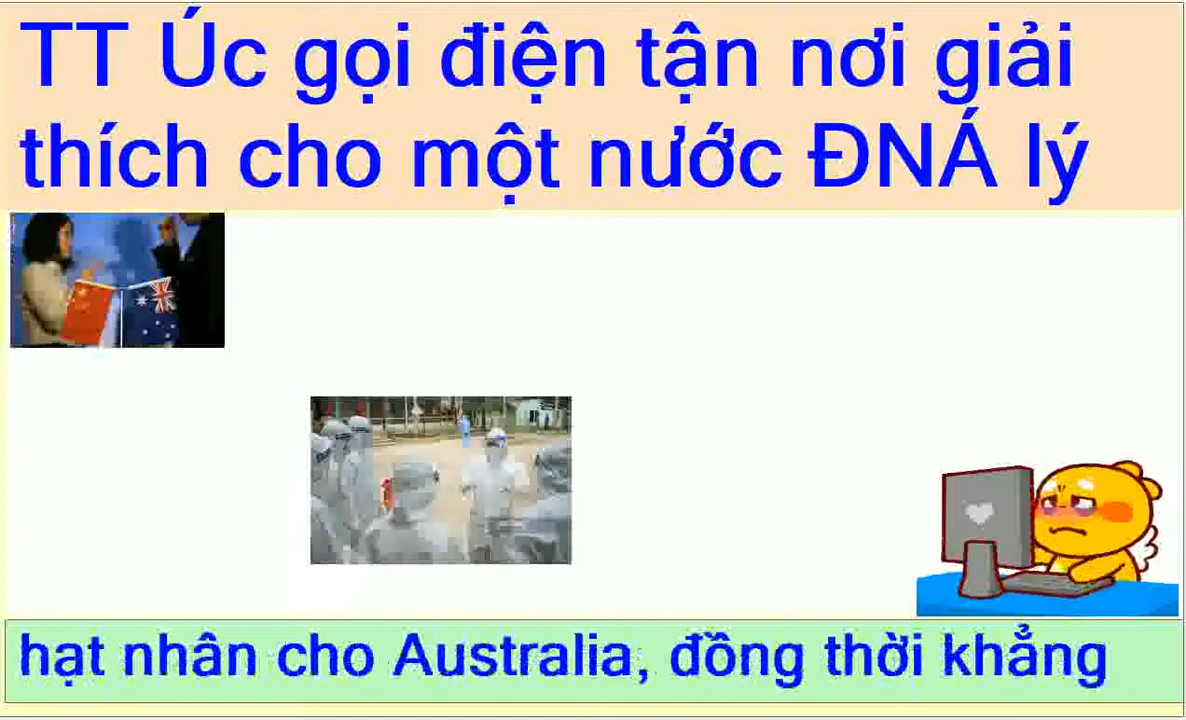 TT Úc gọi điện tận nơi giải
thích cho một nước ĐNÁ lý
hạt nhân cho Australia, đồng thời khẳng